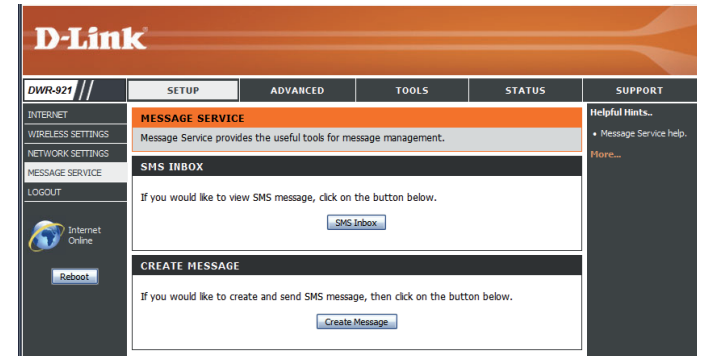 D-Link
DWR-921 // SETUP ADVANCED TOOLS STATUS SUPPORT
INTERNET
WIRELESS SETTINGS
NETWORK SETTINGS
MESSAGE SERVICE
LOGOUT
Internet
Online
Reboot
MESSAGE SERVICE
Message Service provides the useful tools for message management.
SMS INBOX
If you would like to view SMS message, click on the button below.
SMS Inbox
CREATE MESSAGE
If you would like to create and send SMS message, then click on the button below.
Create Message
Helpful Hints..
• Message Service help.
More...